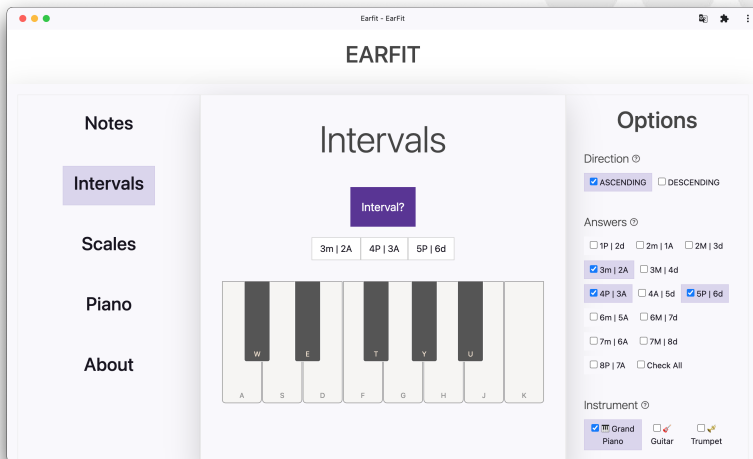 Earfit - EarFit
EARFIT
Notes
Intervals
Scales
Piano
About
Intervals
Interval?
3m | 2A 4P | 3A 5P | 6d
W E T Y U
A S D F G H J K
Options
Direction
ASCENDING DESCENDING
Answers
1P | 2d 2m | 1A 2M | 3d
3m | 2A 3M | 4d
4P | 3A 4A | 5d 5P | 6d
6m | 5A 6M | 7d
7m | 6A 7M | 8d
8P | 7A Check All
Instrument
Grand Piano
Guitar
Trumpet